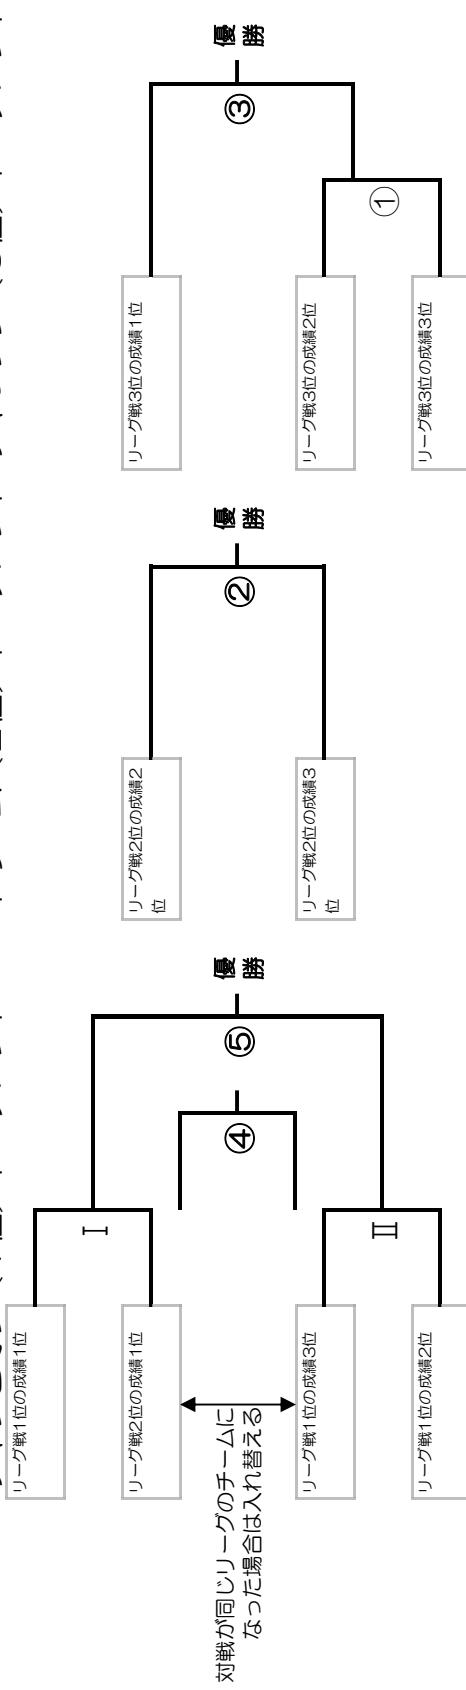 リーグ戦1位の成績1位
リーグ戦2位の成績1位
リーグ戦1位の成績3位
リーグ戦1位の成績2位
対戦が同じリーグのチームに
なった場合は入れ替える
Ⅰ
Ⅱ
④
⑤
優
勝
リーグ戦2位の成績2
位
リーグ戦2位の成績3
位
②
優
勝
リーグ戦3位の成績1位
リーグ戦3位の成績2位
リーグ戦3位の成績3位
①
③
優
勝